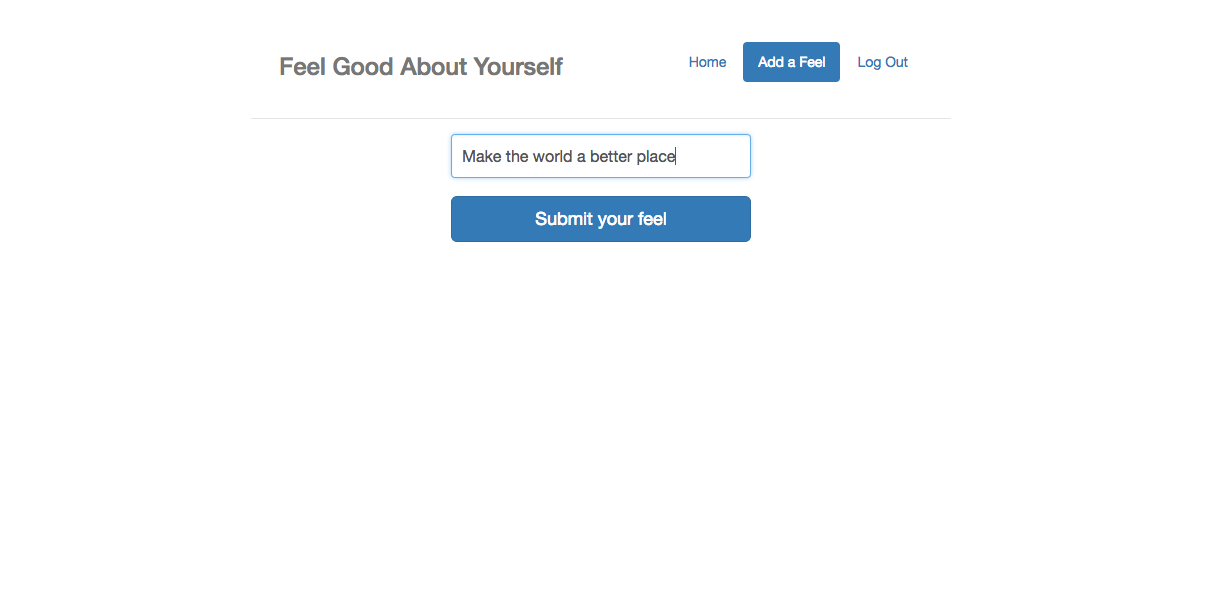 Feel Good About Yourself
Home Add a Feel Log Out
Make the world a better place
Submit your feel